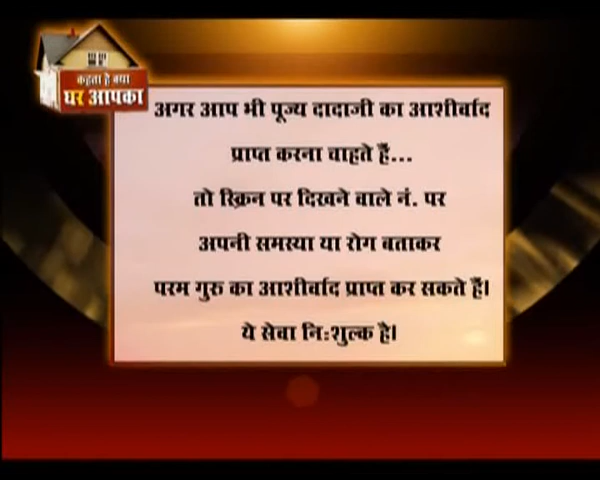 कहता है क्या
घर आपका
अगर आप भी पूज्य दादाजी का आशीर्वाद
प्राप्त करना चाहते हैं...
तो स्क्रिन पर दिखने वाले नं. पर
अपनी समस्या या रोग बताकर
परम गुरु का आशीर्वाद प्राप्त कर सकते हैं।
ये सेवा निःशुल्क है।